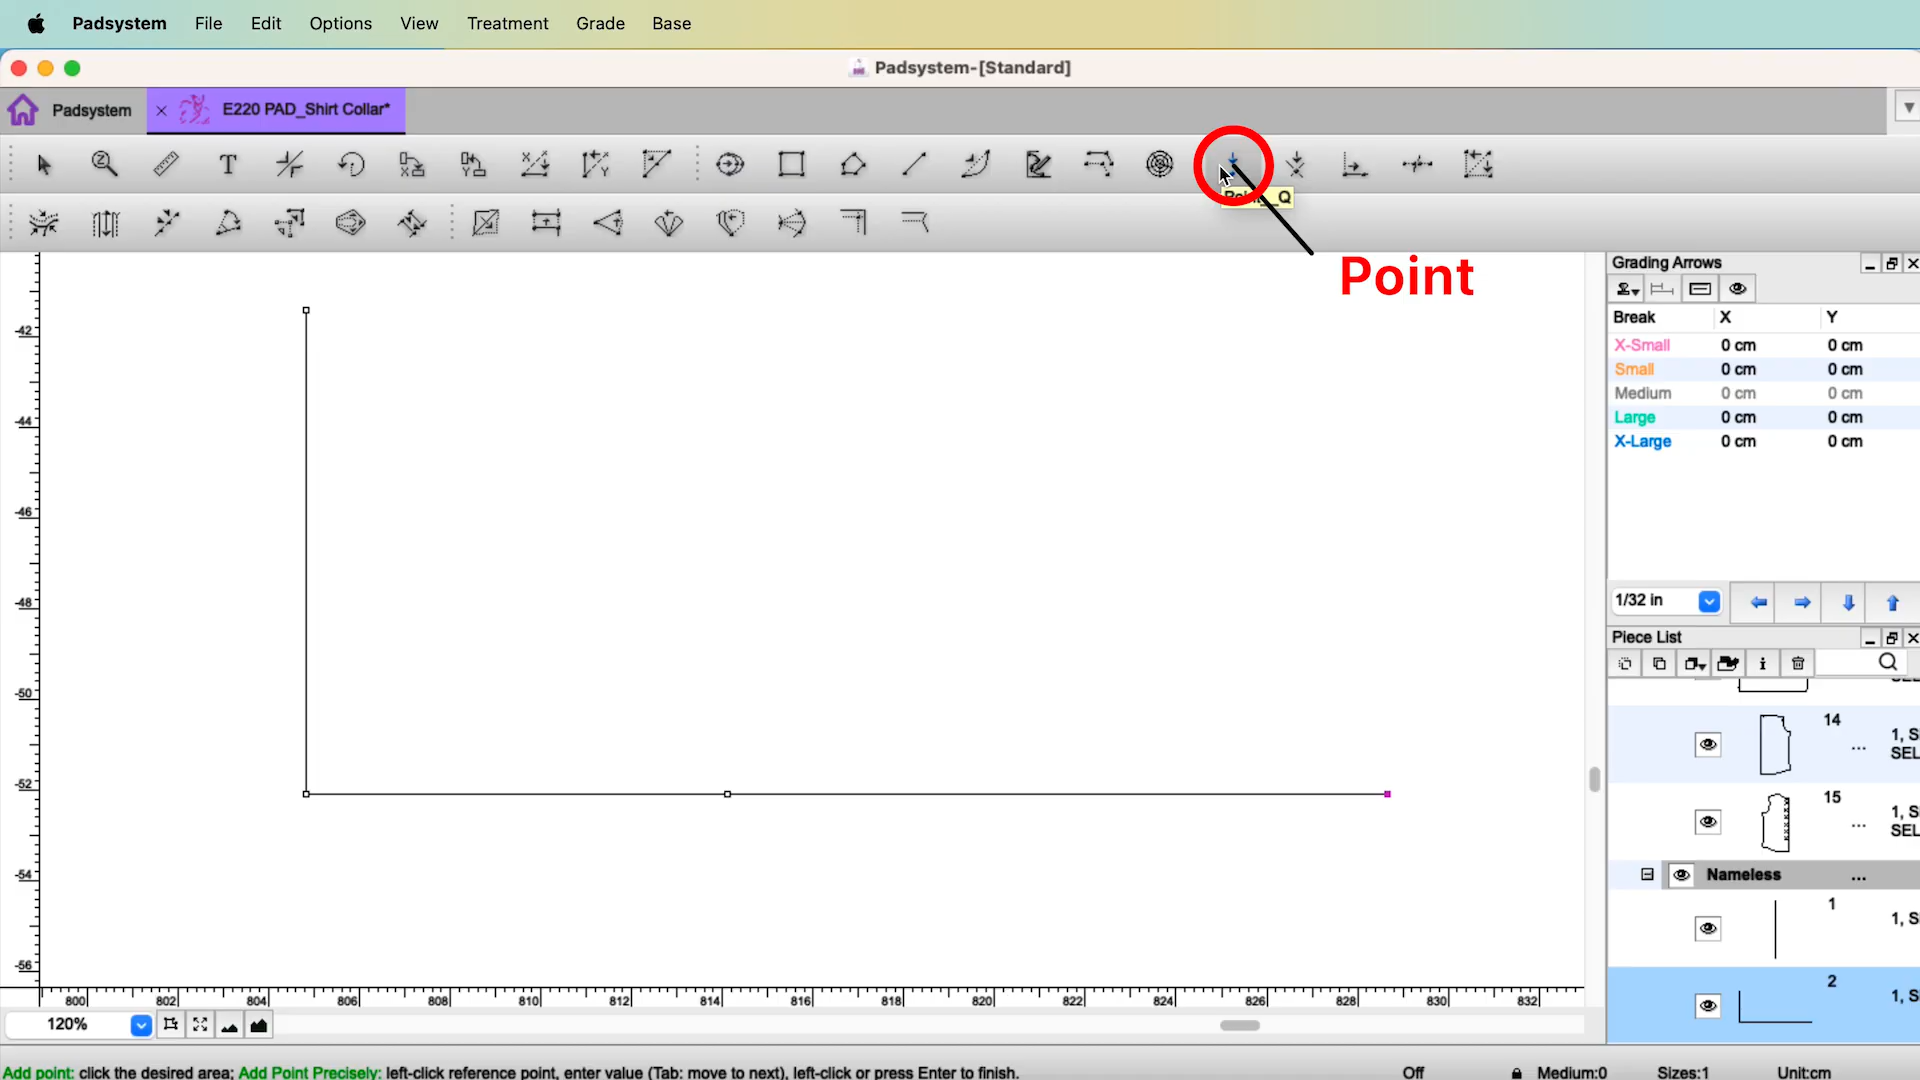 Padsystem File Edit Options View Treatment Grade Base
Padsystem-[Standard]
Padsystem × E220 PAD_Shirt Collar*
Q
Point
Grading Arrows
Break X Y
X-Small 0 cm 0 cm
Small 0 cm 0 cm
Medium 0 cm 0 cm
Large 0 cm 0 cm
X-Large 0 cm 0 cm
1/32 in
Piece List
14
1, S
SEL
15
1, S
SEL
Nameless ...
1
1, S
2
1, S
-42
-44
-46
-48
-50
-52
-54
-56
800 802 804 806 808 810 812 814 816 818 820 822 824 826 828 830 832
120%
Add point: click the desired area; Add Point Precisely: left-click reference point, enter value (Tab: move to next), left-click or press Enter to finish. Off Medium:0 Sizes:1 Unit:cm